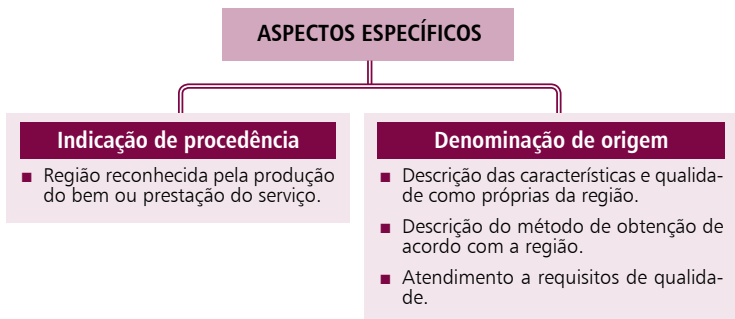 ASPECTOS ESPECÍFICOS
Indicação de procedência
■ Região reconhecida pela produção
do bem ou prestação do serviço.
Denominação de origem
■ Descrição das características e qualida-
de como próprias da região.
■ Descrição do método de obtenção de
acordo com a região.
■ Atendimento a requisitos de qualida-
de.